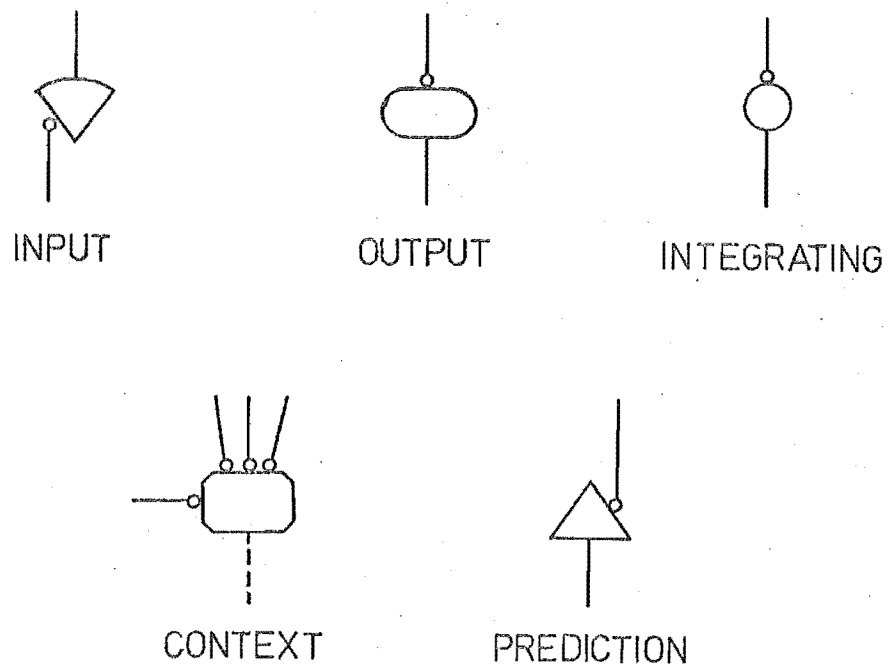 INPUT
OUTPUT
INTEGRATING
CONTEXT
PREDICTION